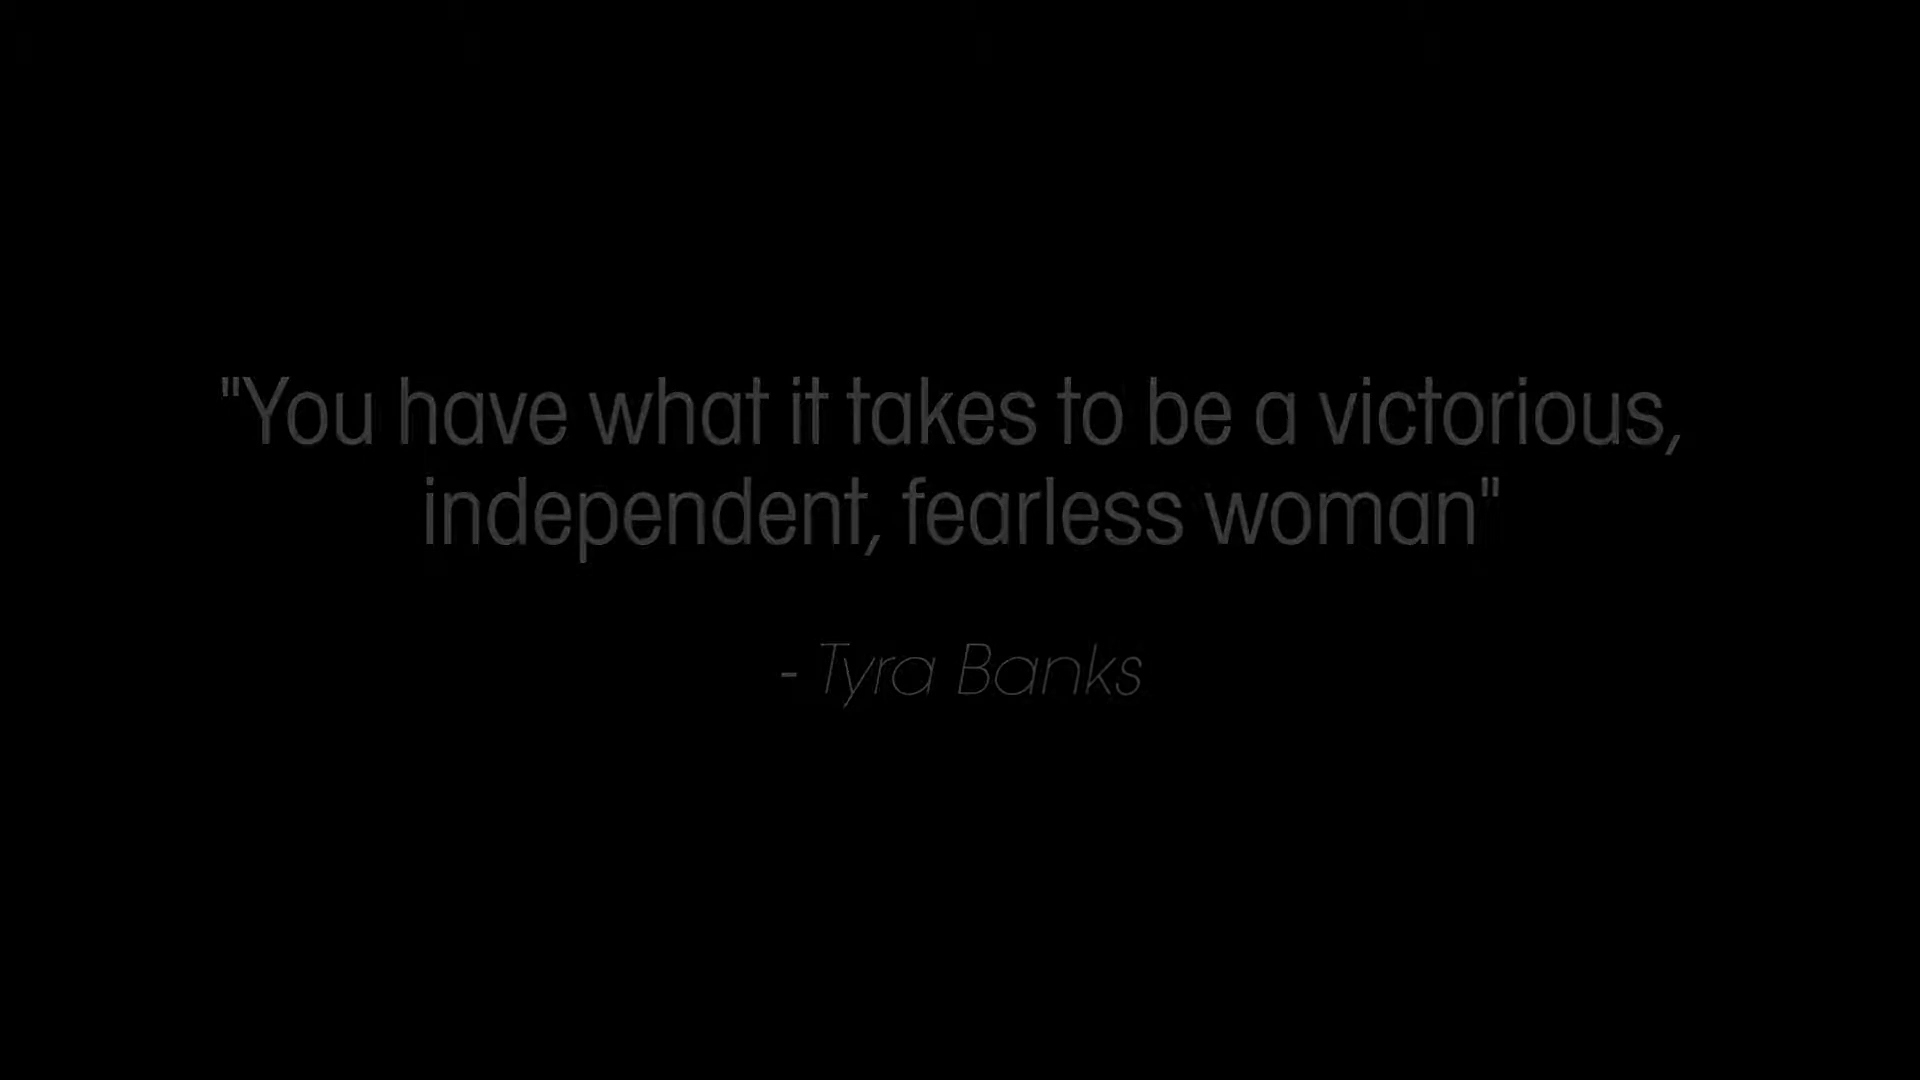 "You have what it takes to be a victorious,
independent, fearless woman"
- Tyra Banks